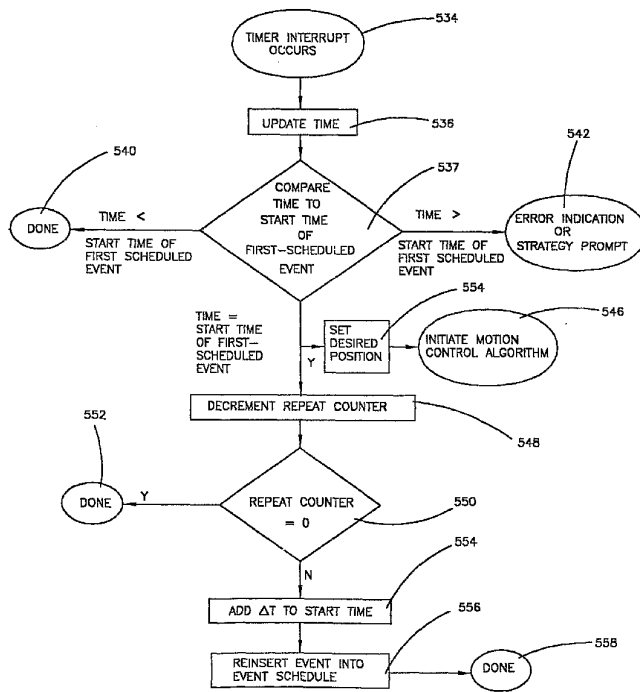 534
TIMER INTERRUPT
OCCURS
UPDATE TIME
536
540
542
537
COMPARE
TIME TO
START TIME
OF
FIRST-SCHEDULED
EVENT
DONE
TIME <
START TIME OF
FIRST SCHEDULED
EVENT
TIME >
START TIME OF
FIRST SCHEDULED
EVENT
ERROR INDICATION
OR
STRATEGY PROMPT
554
546
TIME =
START TIME
OF FIRST-
SCHEDULED
EVENT
Y
SET
DESIRED
POSITION
INITIATE MOTION
CONTROL ALGORITHM
DECREMENT REPEAT COUNTER
548
552
DONE
Y
REPEAT COUNTER
= 0
550
N
554
ADD ΔT TO START TIME
556
REINSERT EVENT INTO
EVENT SCHEDULE
DONE
558